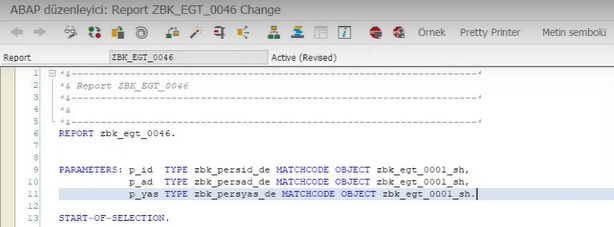 ABAP düzenleyici: Report ZBK_EGT_0046 Change
Örnek Pretty Printer Metin sembolü
Report ZBK_EGT_0046 Active (Revised)
1 *&---------------------------------------------------------------------*
2 *& Report ZBK_EGT_0046
3 *&---------------------------------------------------------------------*
4 *&
5 *&---------------------------------------------------------------------*
6 REPORT zbk_egt_0046.
7
8
9 PARAMETERS: p_id TYPE zbk_persid_de MATCHCODE OBJECT zbk_egt_0001_sh,
10 p_ad TYPE zbk_persad_de MATCHCODE OBJECT zbk_egt_0001_sh,
11 p_yas TYPE zbk_persyas_de MATCHCODE OBJECT zbk_egt_0001_sh.
12
13 START-OF-SELECTION.